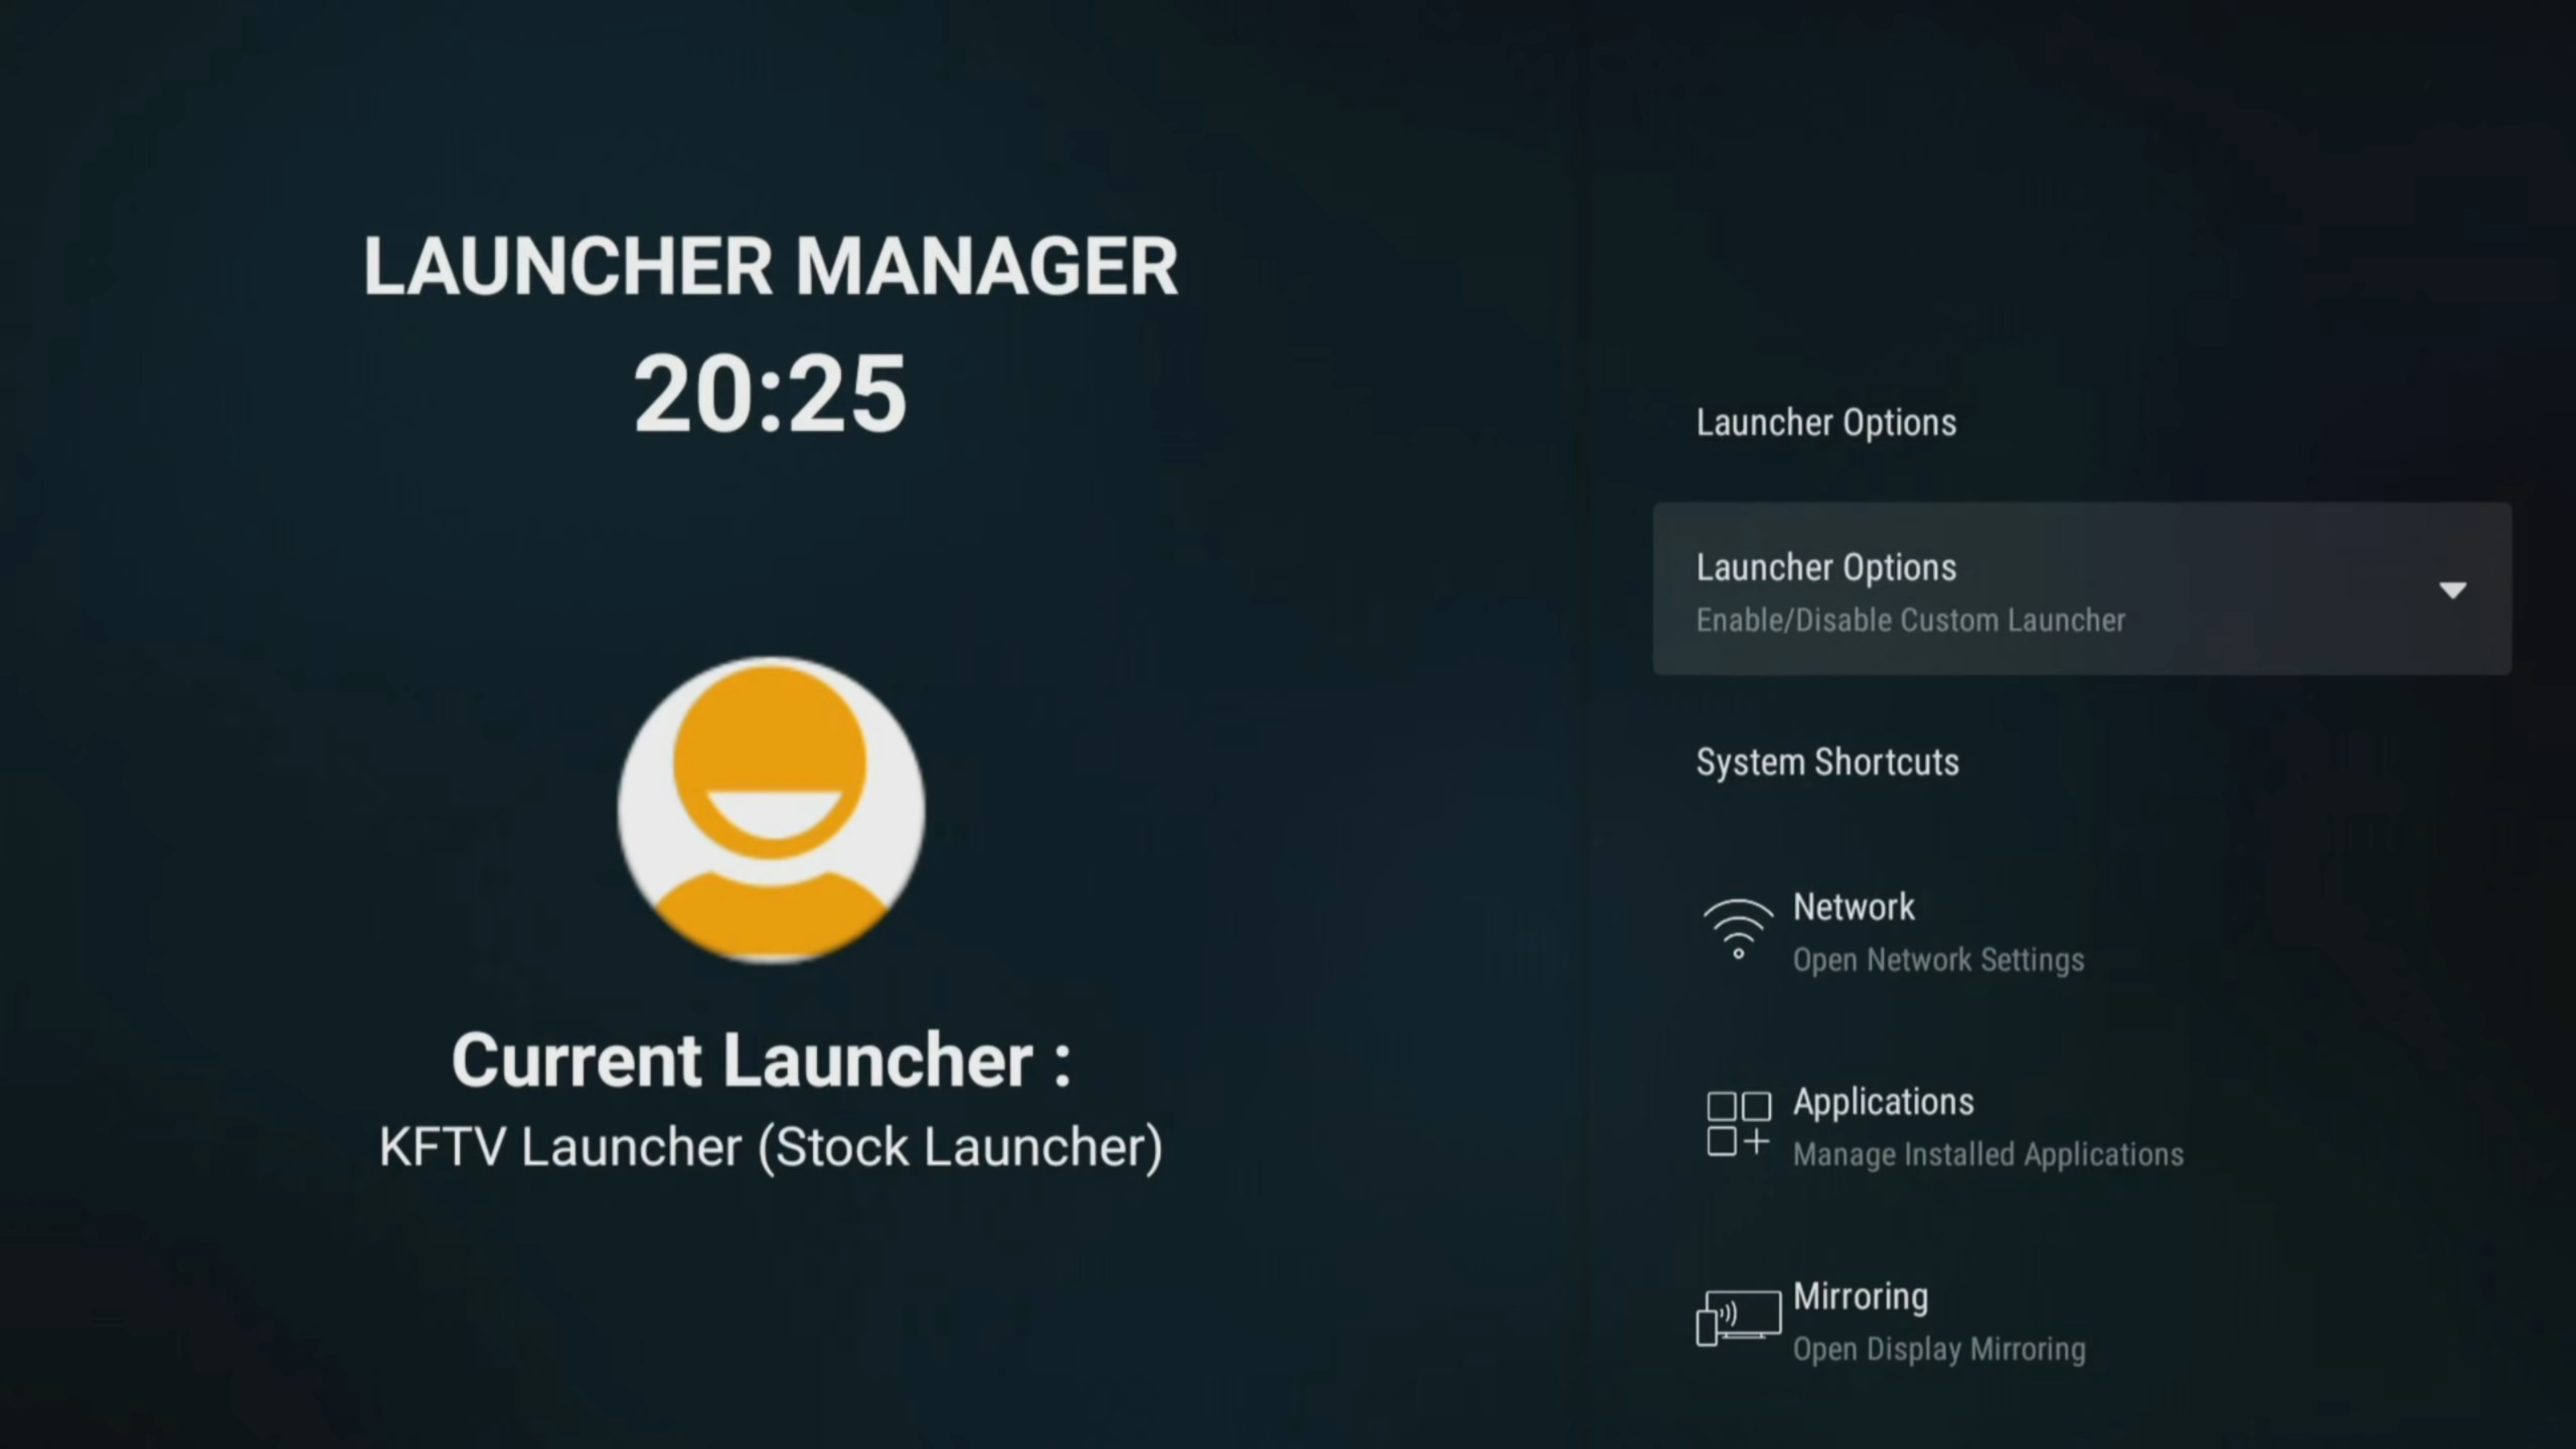 LAUNCHER MANAGER
20:25
Current Launcher :
KFTV Launcher (Stock Launcher)
Launcher Options
Launcher Options
Enable/Disable Custom Launcher
System Shortcuts
Network
Open Network Settings
Applications
Manage Installed Applications
Mirroring
Open Display Mirroring